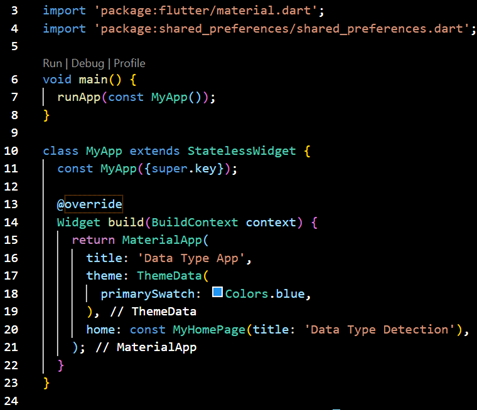 3 import 'package:flutter/material.dart';
4 import 'package:shared_preferences/shared_preferences.dart';
5
Run | Debug | Profile
6 void main() {
7   runApp(const MyApp());
8 }
9
10 class MyApp extends StatelessWidget {
11   const MyApp({super.key});
12
13   @override
14   Widget build(BuildContext context) {
15     return MaterialApp(
16       title: 'Data Type App',
17       theme: ThemeData(
18         primarySwatch: Colors.blue,
19       ), // ThemeData
20       home: const MyHomePage(title: 'Data Type Detection'),
21     ); // MaterialApp
22   }
23 }
24